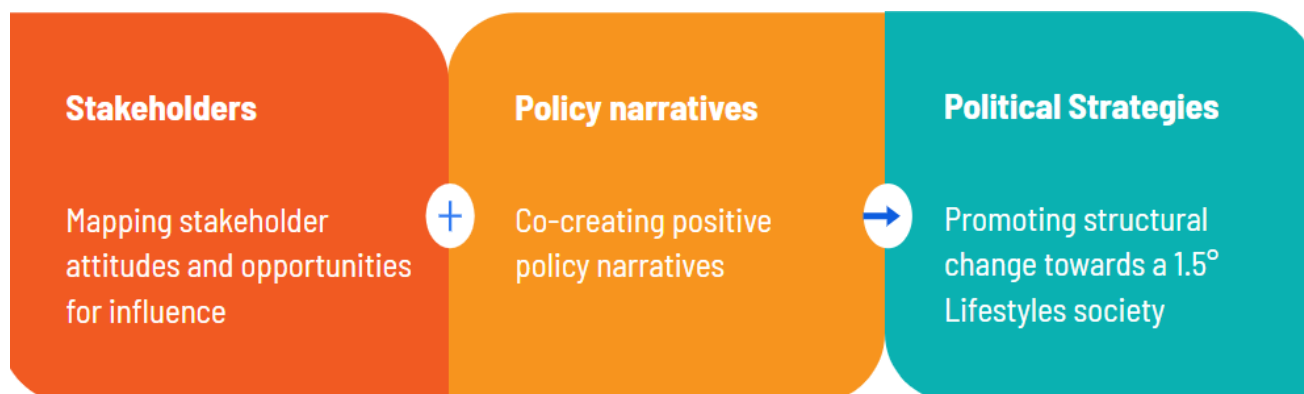 Stakeholders
Mapping stakeholder
attitudes and opportunities
for influence
+
Policy narratives
Co-creating positive
policy narratives
Political Strategies
Promoting structural
change towards a 1.5°
Lifestyles society